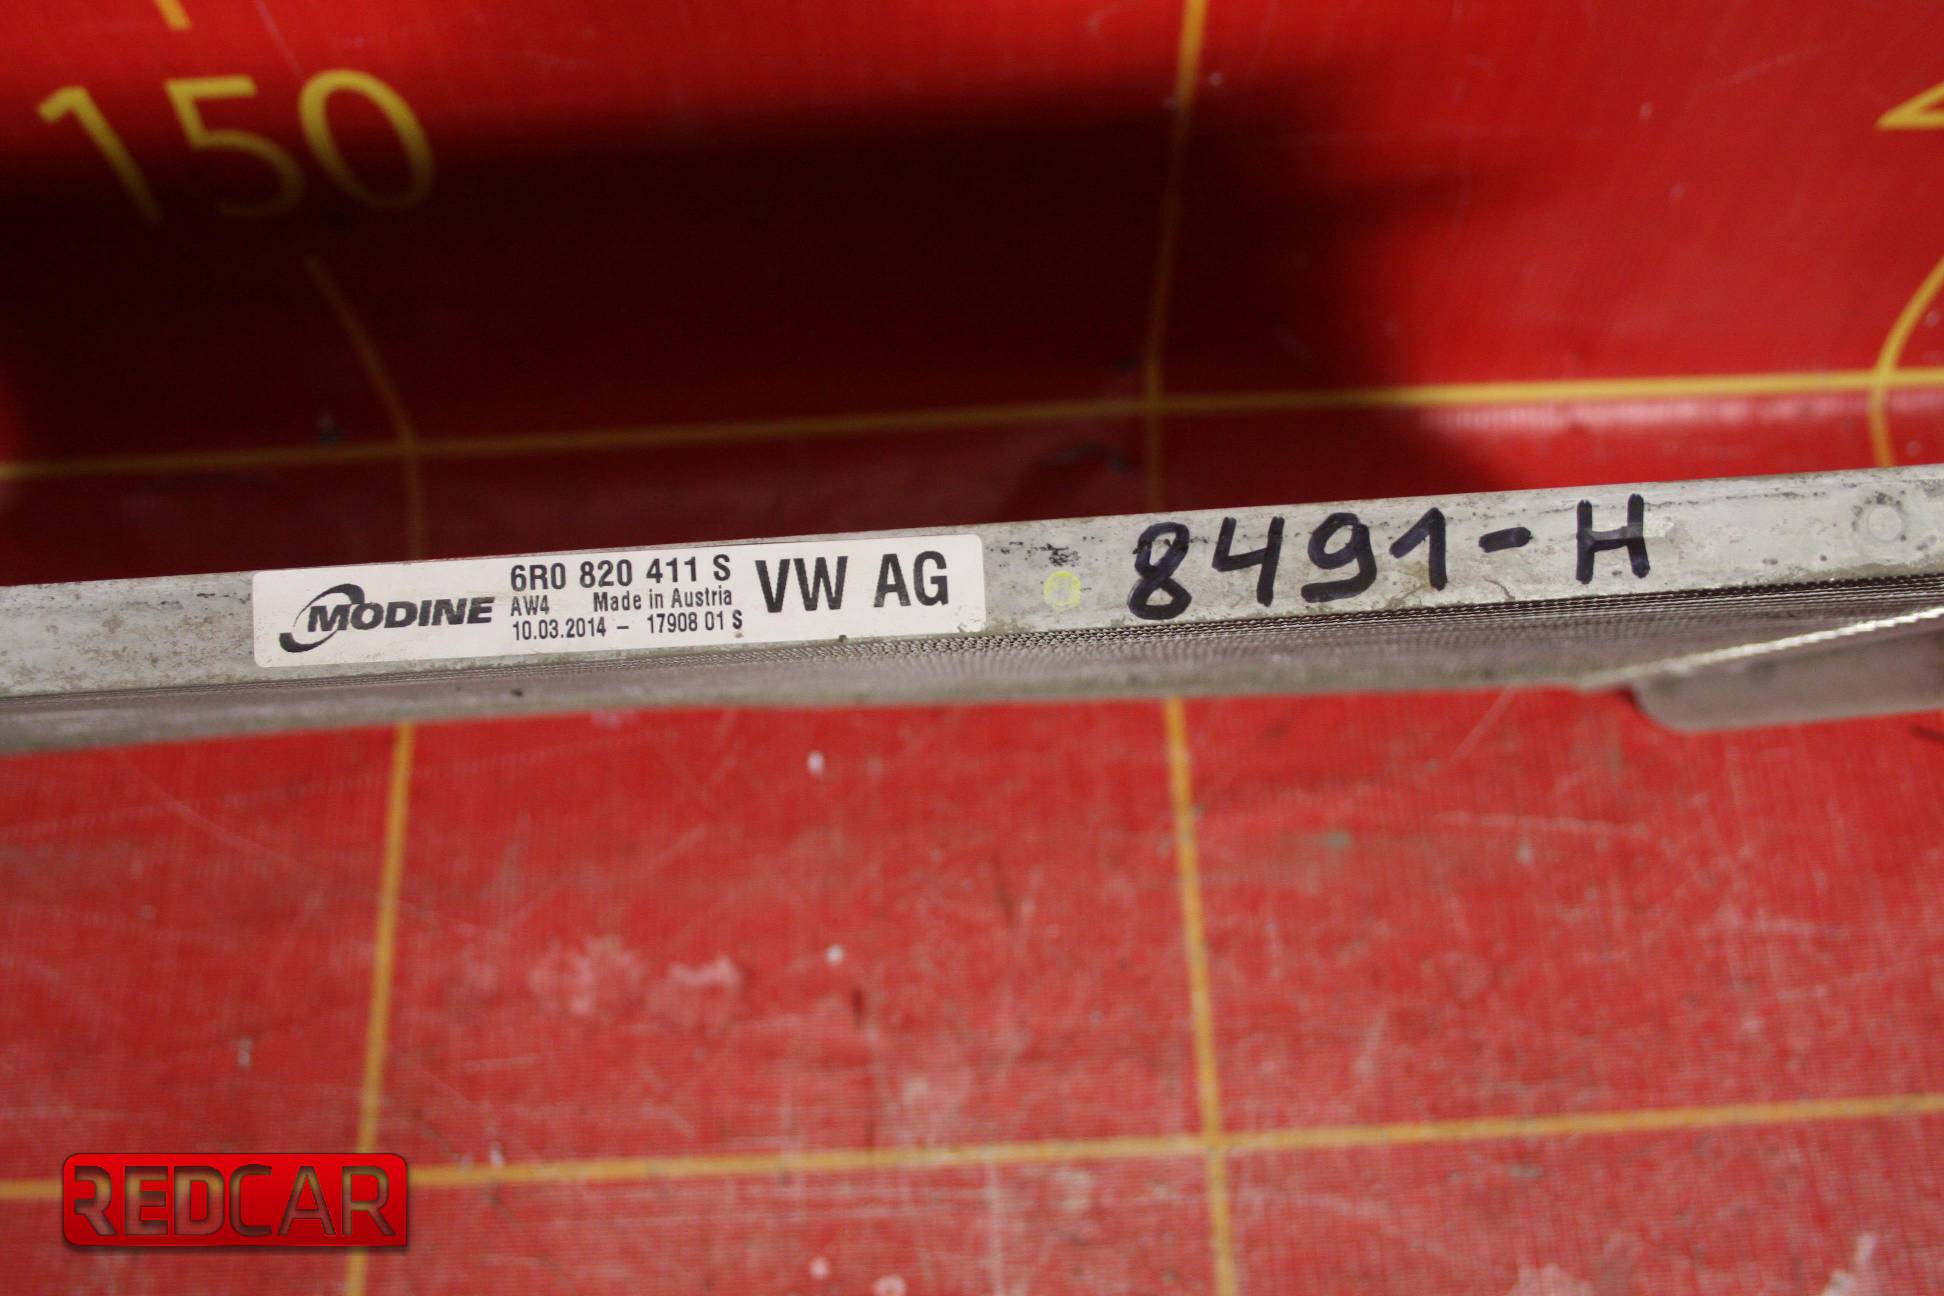 150
MODINE
6R0 820 411 S
AW4 Made in Austria
10.03.2014 - 17908 01 S
VW AG
8491-H
REDCAR